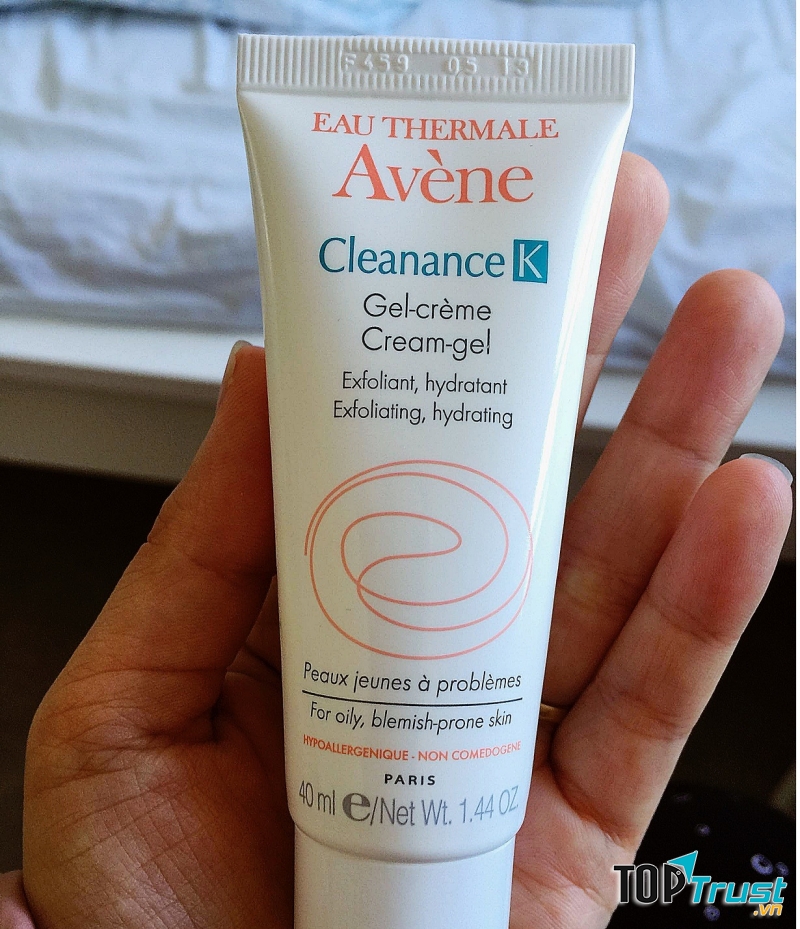 F459 05 13
EAU THERMALE
Avène
Cleanance K
Gel-crème
Cream-gel
Exfoliant, hydratant
Exfoliating, hydrating
Peaux jeunes à problèmes
For oily, blemish-prone skin
HYPOALLERGENIQUE - NON COMEDOGENE
PARIS
40 ml e/Net Wt. 1.44 OZ.
TOPTrust
.vn